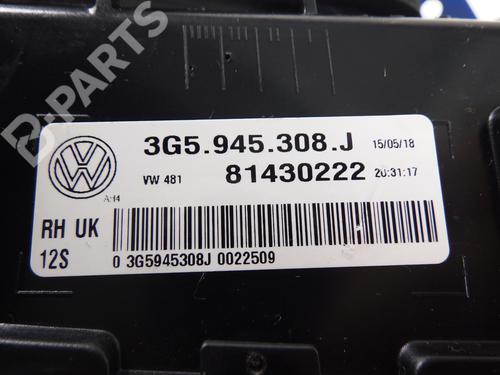 B-PARTS
3G5.945.308.J 15/05/18
VW 481 81430222 20:31:17
AH4
RH UK
12S 0 3G5945308J 0022509